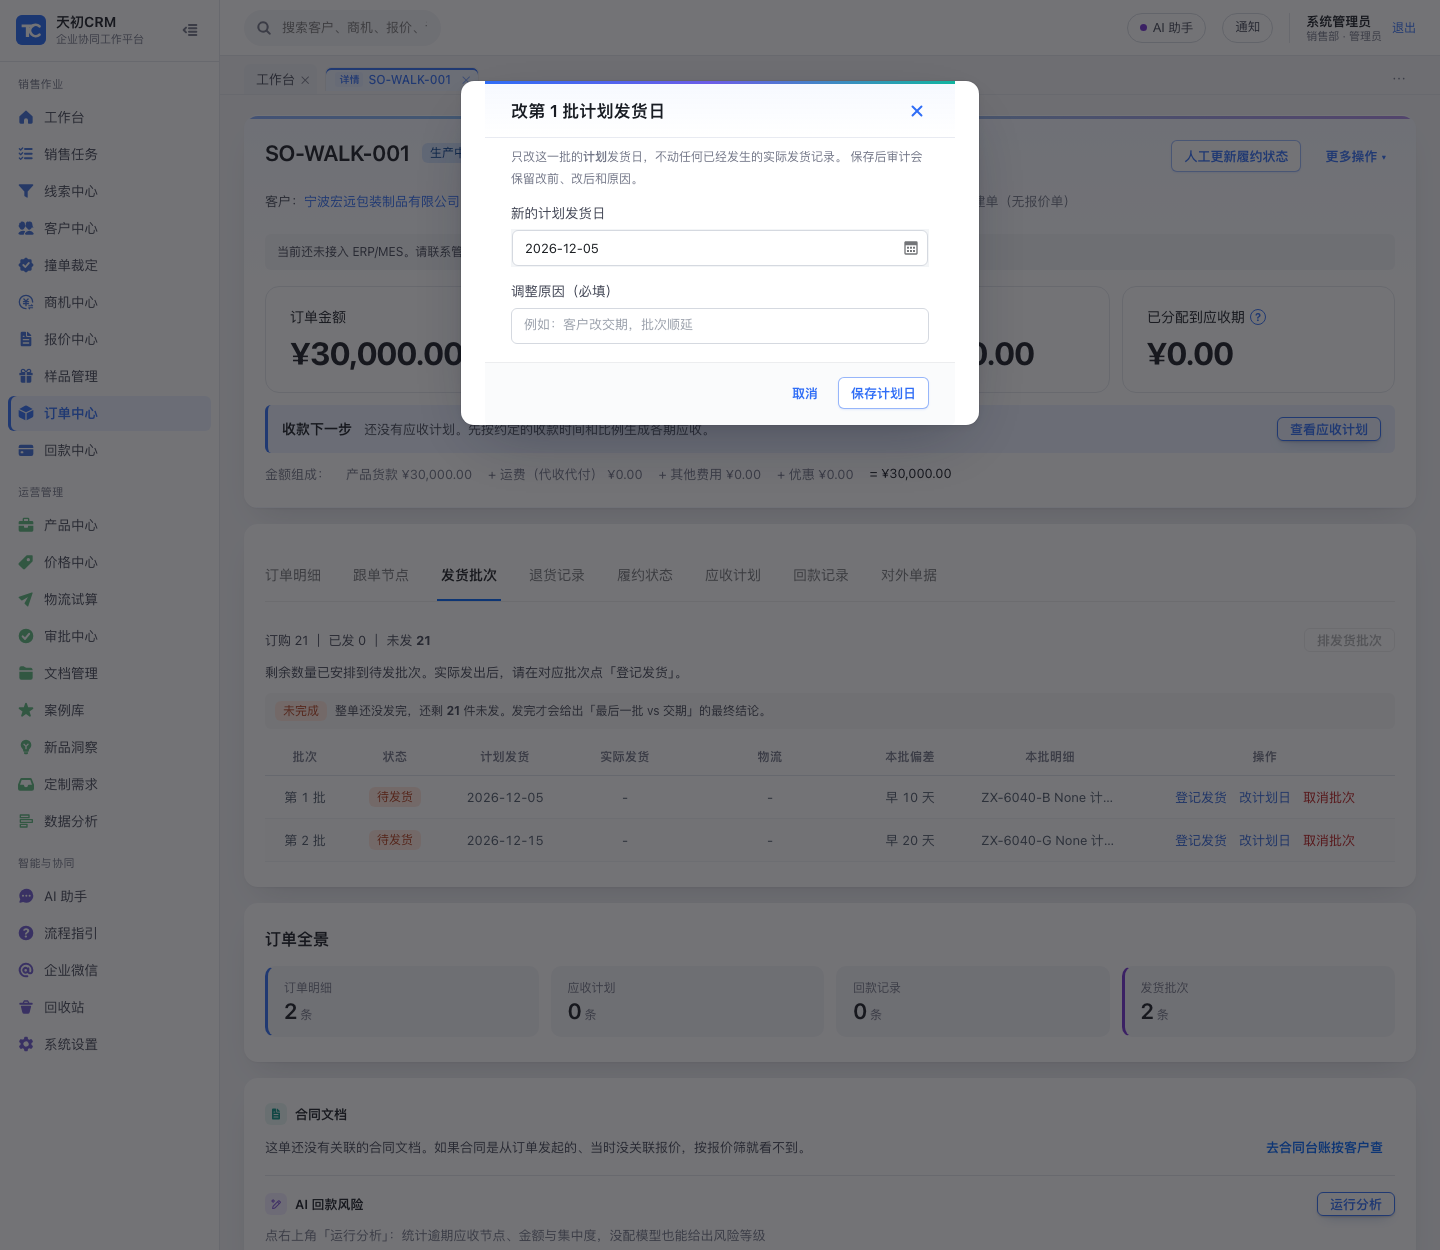 天初CRM
企业协同工作平台
搜索客户、商机、报价、
AI 助手
通知
系统管理员
销售部 · 管理员
退出
销售作业
工作台
销售任务
线索中心
客户中心
撞单裁定
商机中心
报价中心
样品管理
订单中心
回款中心
运营管理
产品中心
价格中心
物流试算
审批中心
文档管理
案例库
新品洞察
定制需求
数据分析
智能与协同
AI 助手
流程指引
企业微信
回收站
系统设置
工作台 ×
详情 SO-WALK-001 ×
...
改第 1 批计划发货日
只改这一批的计划发货日，不动任何已经发生的实际发货记录。 保存后审计会
保留改前、改后和原因。
新的计划发货日
2026-12-05
调整原因（必填）
例如：客户改交期，批次顺延
取消
保存计划日
SO-WALK-001
生产中
人工更新履约状态
更多操作
客户：宁波宏远包装制品有限公司
建单（无报价单）
当前还未接入 ERP/MES。请联系管
订单金额
¥30,000.00
0.00
已分配到应收期 ?
¥0.00
收款下一步 还没有应收计划。先按约定的收款时间和比例生成各期应收。
查看应收计划
金额组成： 产品货款 ¥30,000.00 + 运费（代收代付） ¥0.00 + 其他费用 ¥0.00 + 优惠 ¥0.00 = ¥30,000.00
订单明细 跟单节点 发货批次 退货记录 履约状态 应收计划 回款记录 对外单据
订购 21 | 已发 0 | 未发 21
排发货批次
剩余数量已安排到待发批次。实际发出后，请在对应批次点「登记发货」。
未完成 整单还没发完，还剩 21 件未发。发完才会给出「最后一批 vs 交期」的最终结论。
批次 状态 计划发货 实际发货 物流 本批偏差 本批明细 操作
第 1 批 待发货 2026-12-05 - - 早 10 天 ZX-6040-B None 计... 登记发货 改计划日 取消批次
第 2 批 待发货 2026-12-15 - - 早 20 天 ZX-6040-G None 计... 登记发货 改计划日 取消批次
订单全景
订单明细
2 条
应收计划
0 条
回款记录
0 条
发货批次
2 条
合同文档
这单还没有关联的合同文档。如果合同是从订单发起的、当时没关联报价，按报价筛就看不到。
去合同台账按客户查
AI 回款风险
运行分析
点右上角「运行分析」：统计逾期应收节点、金额与集中度，没配模型也能给出风险等级